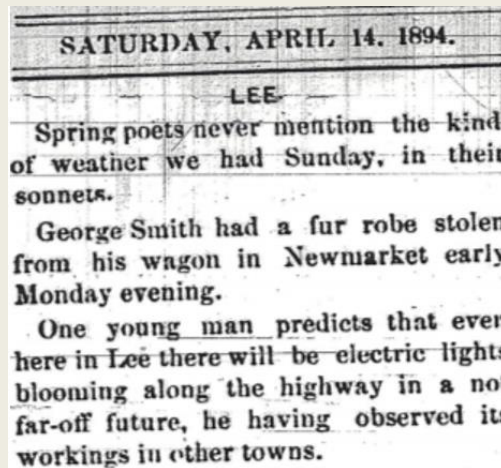 SATURDAY, APRIL 14. 1894.
LEE
Spring poets never mention the kind
of weather we had Sunday, in their
sonnets.
George Smith had a fur robe stolen
from his wagon in Newmarket early
Monday evening.
One young man predicts that even
here in Lee there will be electric lights
blooming along the highway in a not
far-off future, he having observed its
workings in other towns.